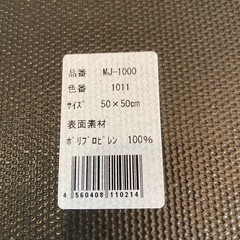 品番 MJ-1000
色番 1011
ｻｲｽﾞ 50×50cm
表面素材
ﾎﾟﾘﾌﾟﾛﾋﾟﾚﾝ 100%
4 560408 110214